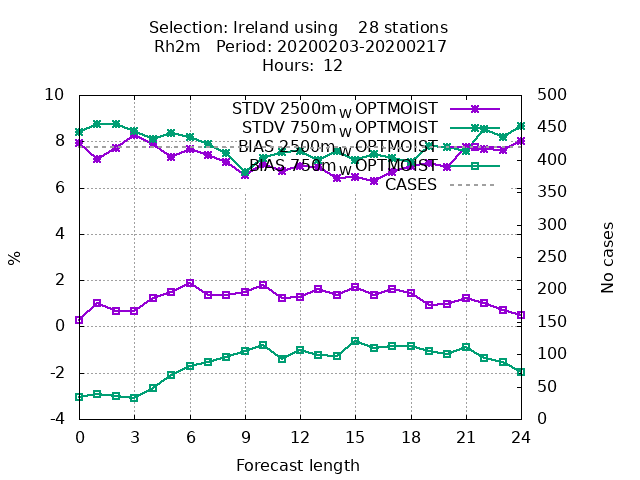 Selection: Ireland using 28 stations
Rh2m Period: 20200203-20200217
Hours: 12
10 500
STDV 2500m_W OPTMOIST
450
STDV 750m_W OPTMOIST
8
BIAS 2500m_W OPTMOIST
400
BIAS 750m_W OPTMOIST
6
CASES
350
300
4
250
2
200
0
150
100
-2
50
-4 0
%
No cases
0 3 6 9 12 15 18 21 24
Forecast length